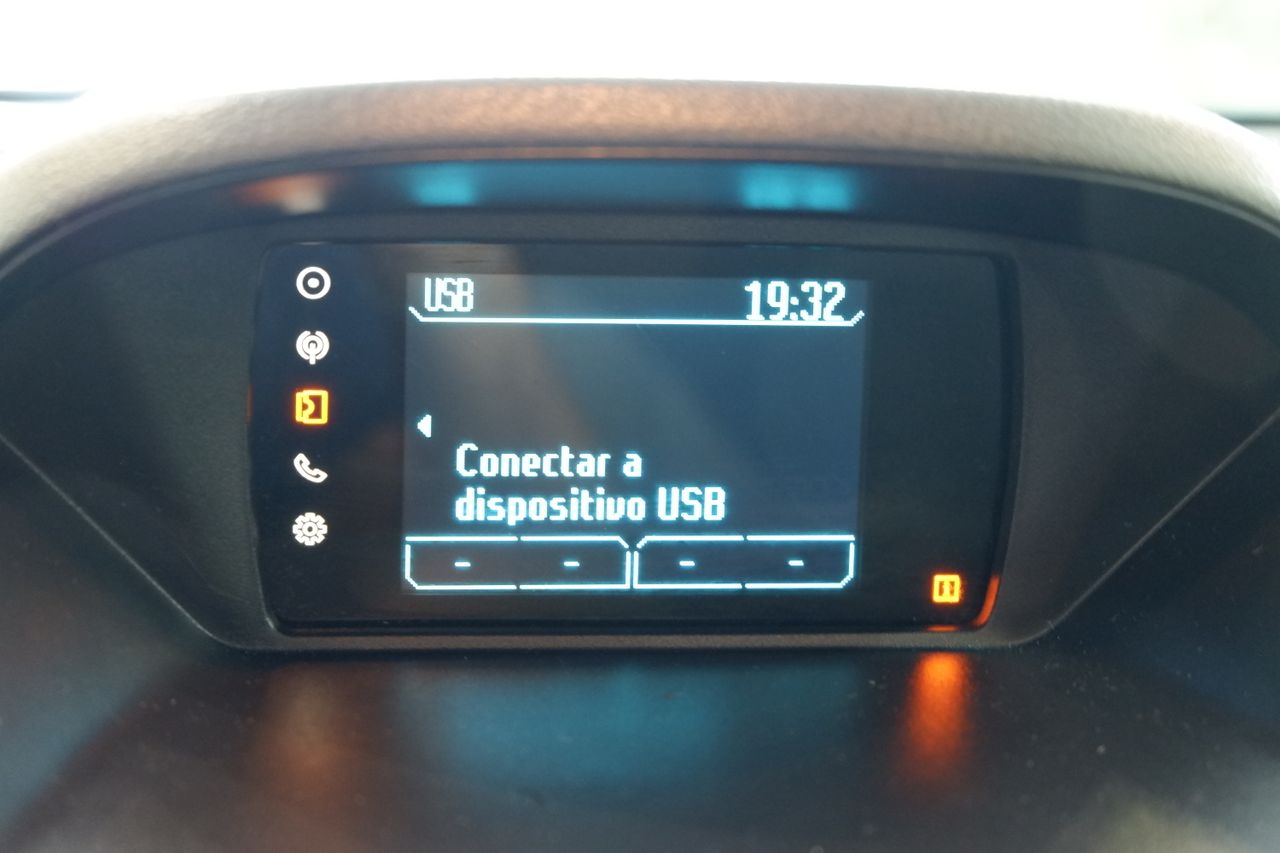 USB
19:32
Conectar a
dispositivo USB
- - - -